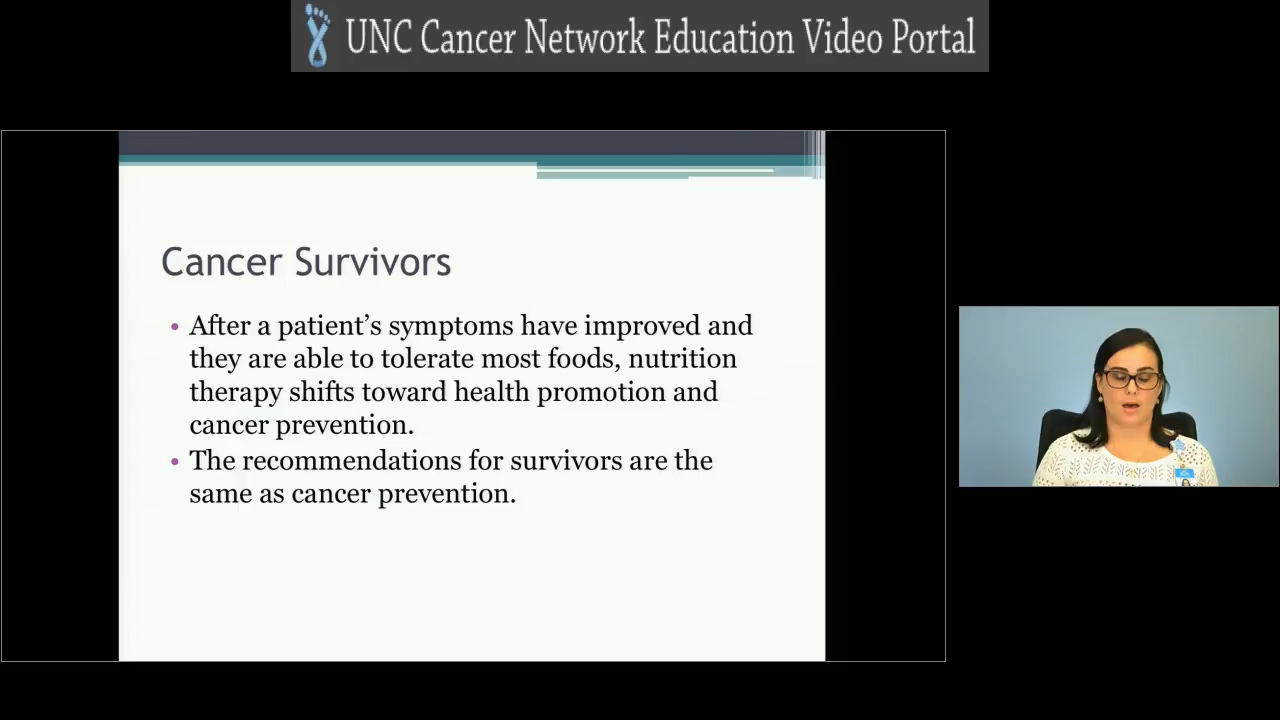 UNC Cancer Network Education Video Portal
Cancer Survivors
• After a patient’s symptoms have improved and
they are able to tolerate most foods, nutrition
therapy shifts toward health promotion and
cancer prevention.
• The recommendations for survivors are the
same as cancer prevention.